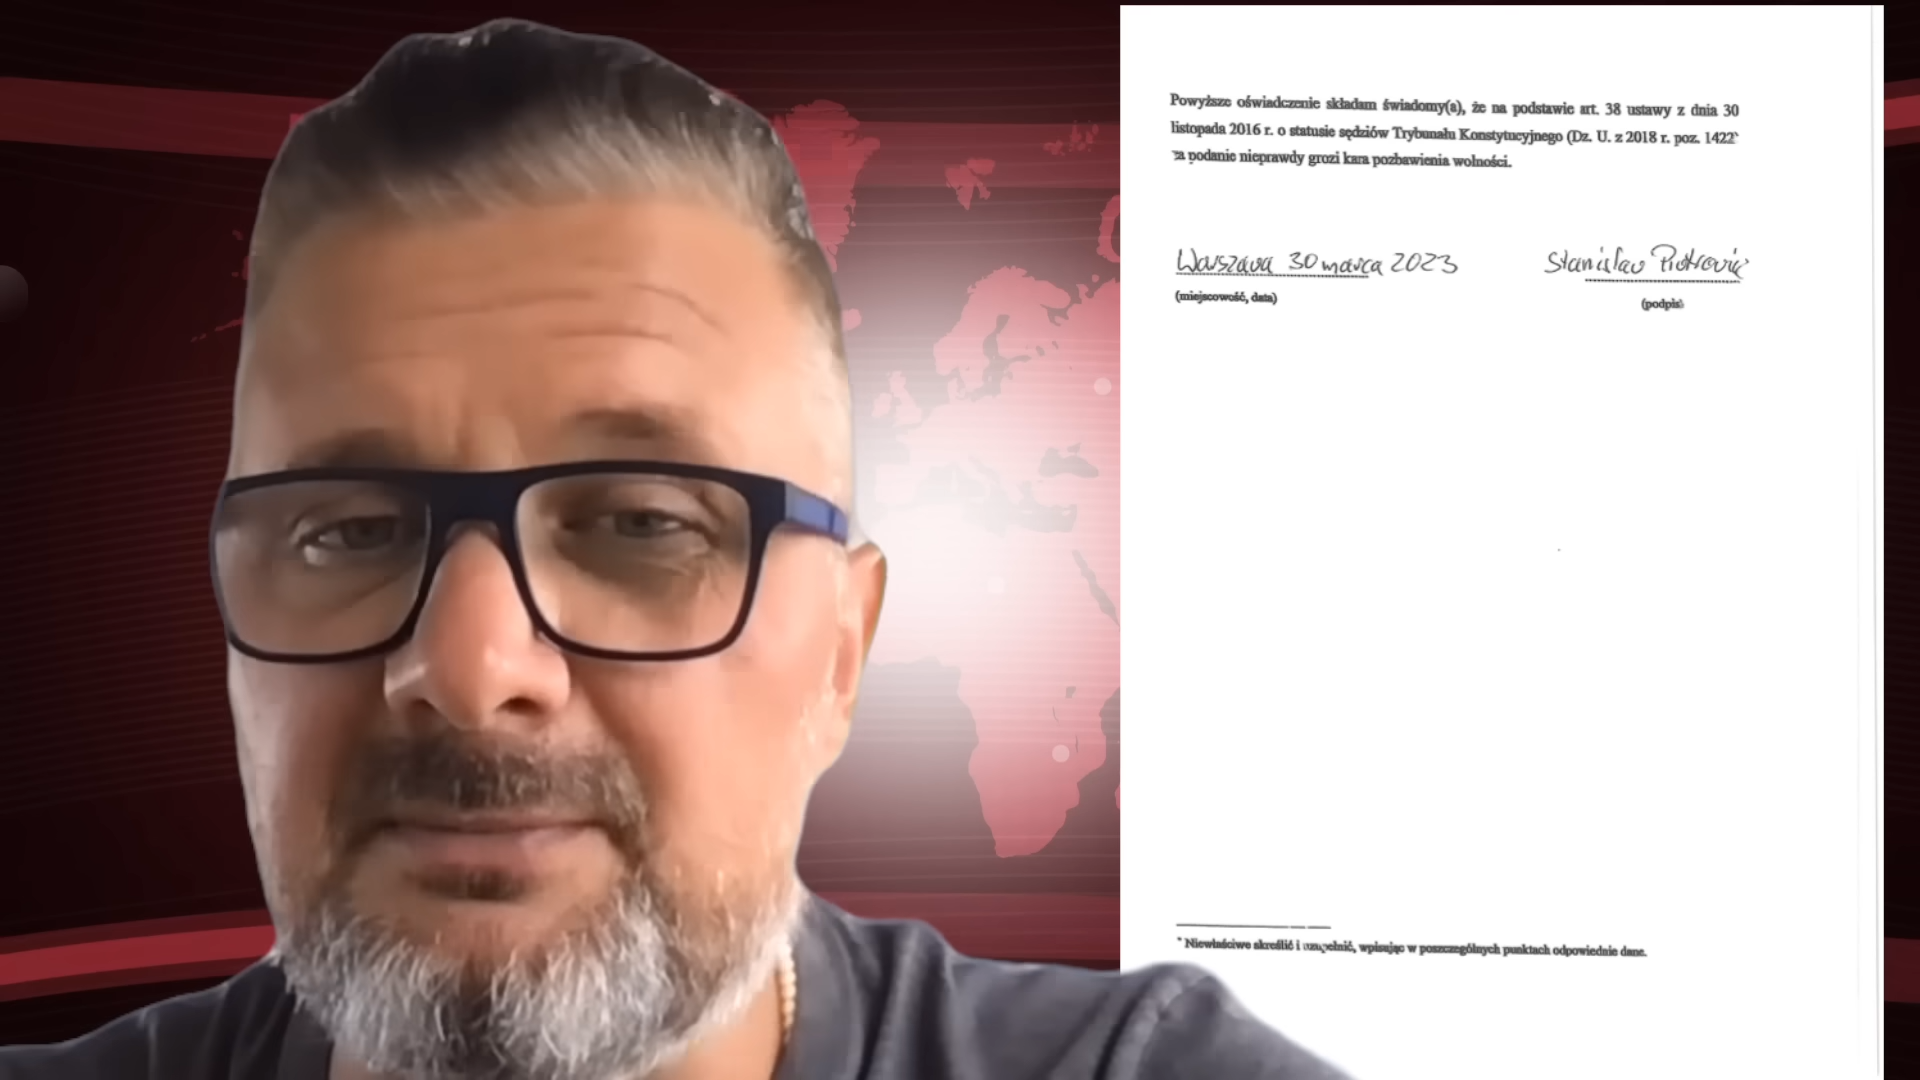 Powyższe oświadczenie składam świadomy(a), że na podstawie art. 38 ustawy z dnia 30
listopada 2016 r. o statusie sędziów Trybunału Konstytucyjnego (Dz. U. z 2018 r. poz. 1422)
za podanie nieprawdy grozi kara pozbawienia wolności.
Warszawa 30 marca 2023
Stanisław Piotrowicz
(miejscowość, data)
(podpis)
* Niewłaściwe skreślić i uzupełnić, wpisując w poszczególnych punktach odpowiednie dane.